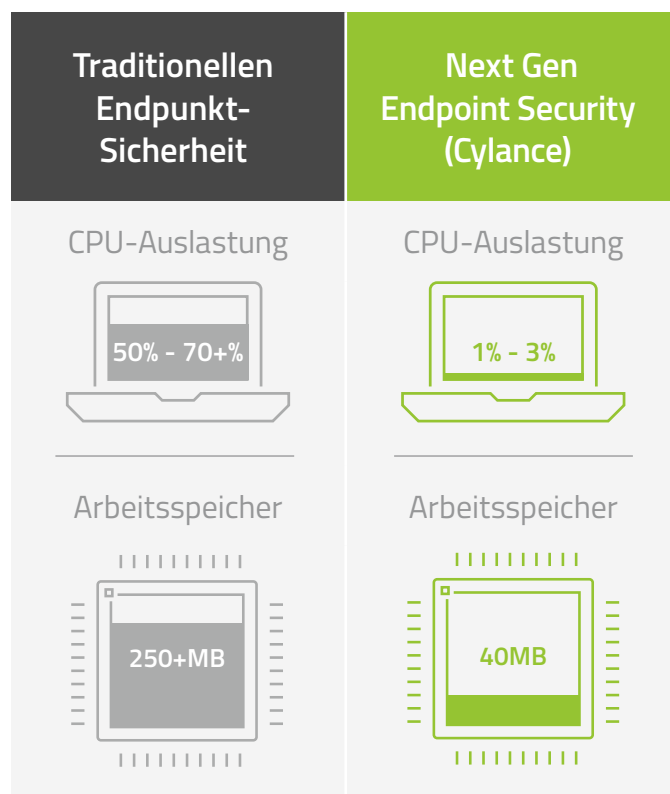 Traditionellen
Endpunkt-
Sicherheit
CPU-Auslastung
50% - 70+%
Arbeitsspeicher
250+MB
Next Gen
Endpoint Security
(Cylance)
CPU-Auslastung
1% - 3%
Arbeitsspeicher
40MB